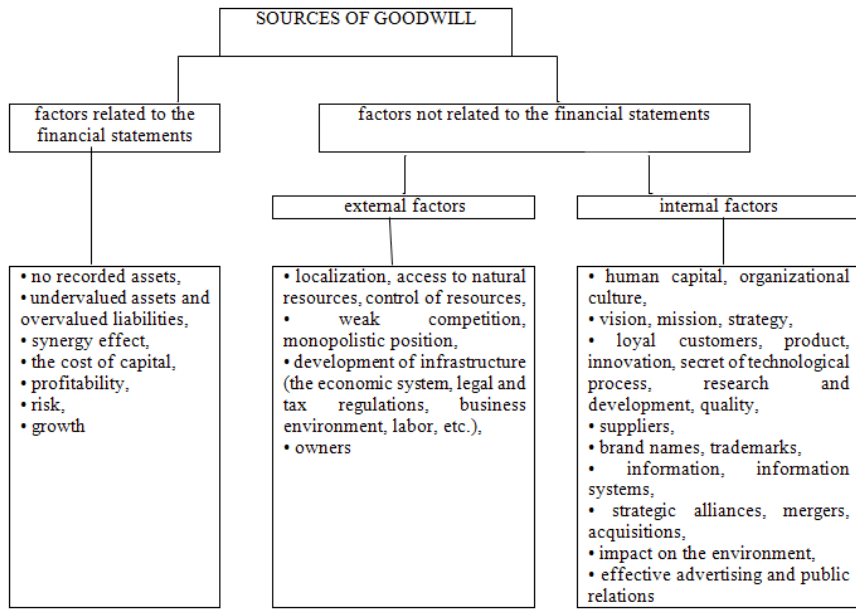 SOURCES OF GOODWILL
factors related to the
financial statements
factors not related to the financial statements
external factors
internal factors
• no recorded assets,
• undervalued assets and
overvalued liabilities,
• synergy effect,
• the cost of capital,
• profitability,
• risk,
• growth
• localization, access to natural
resources, control of resources,
• weak competition,
monopolistic position,
• development of infrastructure
(the economic system, legal and
tax regulations, business
environment, labor, etc.),
• owners
• human capital, organizational
culture,
• vision, mission, strategy,
• loyal customers, product,
innovation, secret of technological
process, research and
development, quality,
• suppliers,
• brand names, trademarks,
• information, information
systems,
• strategic alliances, mergers,
acquisitions,
• impact on the environment,
• effective advertising and public
relations